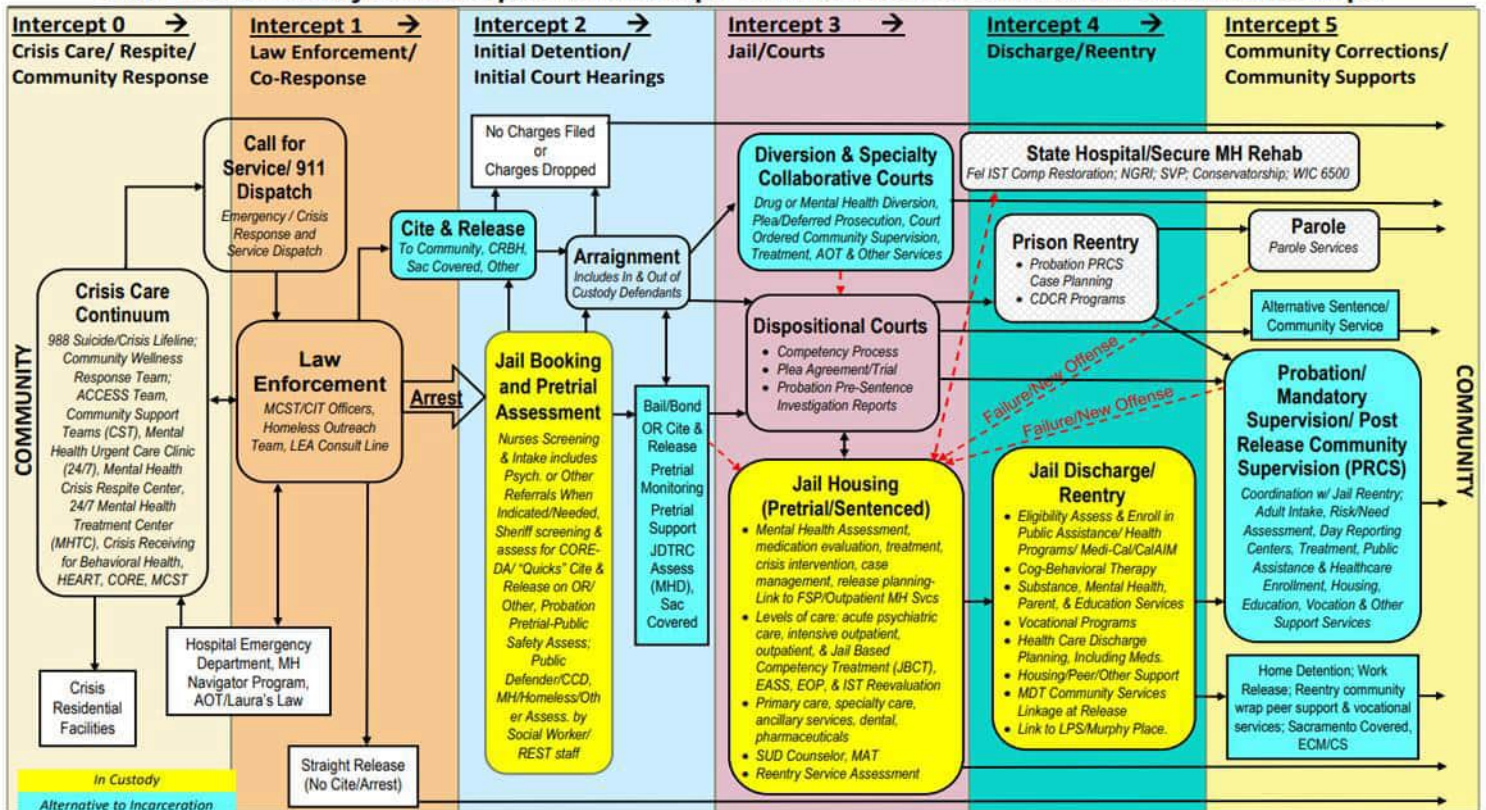 Intercept 0 →
Crisis Care/ Respite/
Community Response
Intercept 1 →
Law Enforcement/
Co-Response
Intercept 2 →
Initial Detention/
Initial Court Hearings
Intercept 3 →
Jail/Courts
Intercept 4 →
Discharge/Reentry
Intercept 5
Community Corrections/
Community Supports
COMMUNITY
Call for
Service/ 911
Dispatch
Emergency / Crisis
Response and
Service Dispatch
Crisis Care
Continuum
988 Suicide/Crisis Lifeline;
Community Wellness
Response Team;
ACCESS Team,
Community Support
Teams (CST), Mental
Health Urgent Care Clinic
(24/7), Mental Health
Crisis Respite Center,
24/7 Mental Health
Treatment Center
(MHTC), Crisis Receiving
for Behavioral Health,
HEART, CORE, MCST
Crisis
Residential
Facilities
Hospital Emergency
Department, MH
Navigator Program,
AOT/Laura's Law
Law
Enforcement
MCST/CIT Officers,
Homeless Outreach
Team, LEA Consult Line
Arrest
Straight Release
(No Cite/Arrest)
No Charges Filed
or
Charges Dropped
Cite & Release
To Community, CRBH,
Sac Covered, Other
Arraignment
Includes In & Out of
Custody Defendants
Jail Booking
and Pretrial
Assessment
Nurses Screening
& Intake includes
Psych. or Other
Referrals When
Indicated/Needed,
Sheriff screening &
assess for CORE-
DA/ "Quicks" Cite &
Release on OR/
Other, Probation
Pretrial-Public
Safety Assess;
Public
Defender/CCD,
MH/Homeless/Oth
er Assess. by
Social Worker/
REST staff
Bail/Bond
OR Cite &
Release
Pretrial
Monitoring
Pretrial
Support
JDTRC
Assess
(MHD),
Sac
Covered
Diversion & Specialty
Collaborative Courts
Drug or Mental Health Diversion,
Plea/Deferred Prosecution, Court
Ordered Community Supervision,
Treatment, AOT & Other Services
Dispositional Courts
• Competency Process
• Plea Agreement/Trial
• Probation Pre-Sentence
Investigation Reports
Jail Housing
(Pretrial/Sentenced)
• Mental Health Assessment,
medication evaluation, treatment,
crisis intervention, case
management, release planning-
Link to FSP/Outpatient MH Svcs
• Levels of care: acute psychiatric
care, intensive outpatient,
outpatient, & Jail Based
Competency Treatment (JBCT),
EASS, EOP, & IST Reevaluation
• Primary care, specialty care,
ancillary services, dental,
pharmaceuticals
• SUD Counselor, MAT
• Reentry Service Assessment
State Hospital/Secure MH Rehab
Fel IST Comp Restoration; NGRI; SVP; Conservatorship; WIC 6500
Prison Reentry
• Probation PRCS
Case Planning
• CDCR Programs
Failure/New Offense
Failure/New Offense
Jail Discharge/
Reentry
• Eligibility Assess & Enroll in
Public Assistance/ Health
Programs/ Medi-Cal/CalAIM
• Cog-Behavioral Therapy
• Substance, Mental Health,
Parent, & Education Services
• Vocational Programs
• Health Care Discharge
Planning, Including Meds.
• Housing/Peer/Other Support
• MDT Community Services
Linkage at Release
• Link to LPS/Murphy Place.
Parole
Parole Services
Alternative Sentence/
Community Service
Probation/
Mandatory
Supervision/ Post
Release Community
Supervision (PRCS)
Coordination w/ Jail Reentry;
Adult Intake, Risk/Need
Assessment, Day Reporting
Centers, Treatment, Public
Assistance & Healthcare
Enrollment, Housing,
Education, Vocation & Other
Support Services
Home Detention; Work
Release; Reentry community
wrap peer support & vocational
services; Sacramento Covered,
ECM/CS
COMMUNITY
In Custody
Alternative to Incarceration